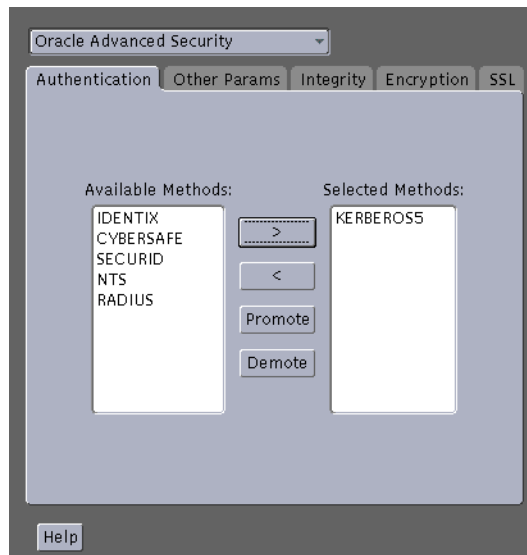 Oracle Advanced Security
Authentication Other Params Integrity Encryption SSL
Available Methods:
IDENTIX
CYBERSAFE
SECURID
NTS
RADIUS
>
<
Promote
Demote
Selected Methods:
KERBEROS5
Help